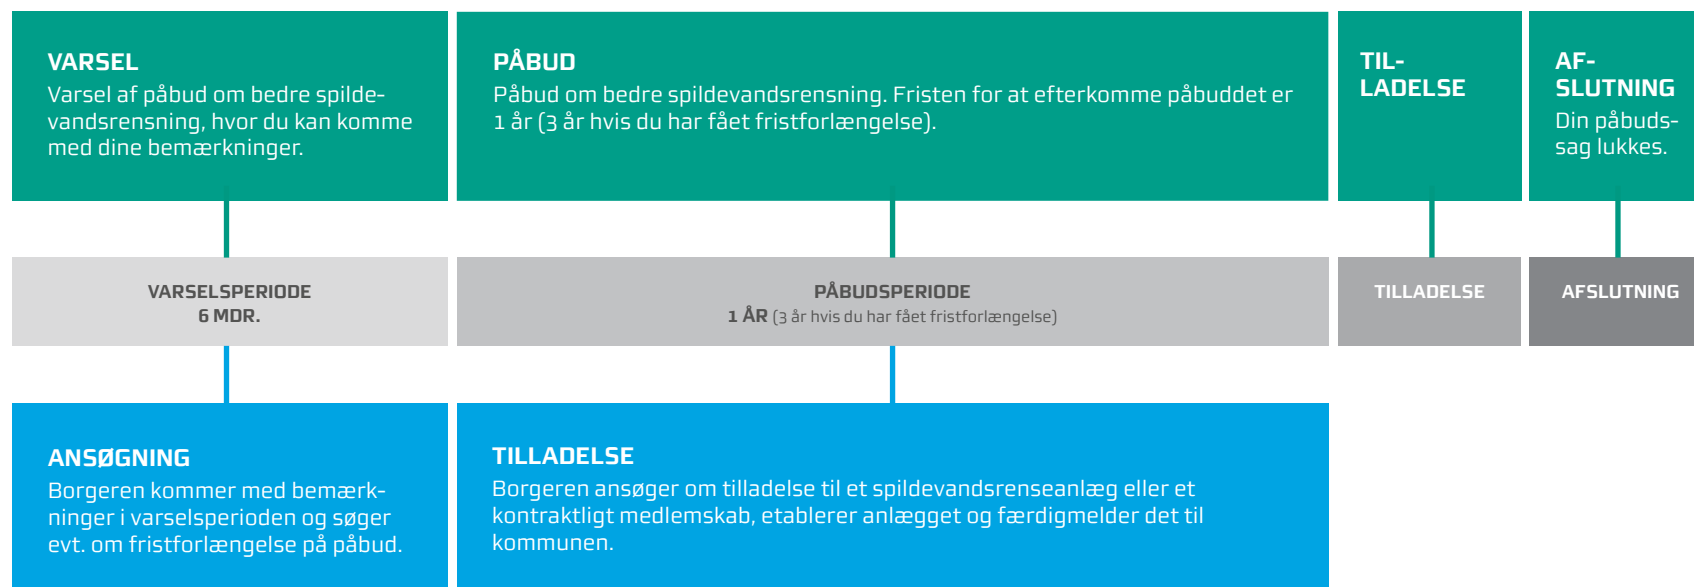 VARSEL
Varsel af påbud om bedre spilde-
vandsrensning, hvor du kan komme
med dine bemærkninger.
PÅBUD
Påbud om bedre spildevandsrensning. Fristen for at efterkomme påbuddet er
1 år (3 år hvis du har fået fristforlængelse).
TIL-
LADELSE
AF-
SLUTNING
Din påbuds-
sag lukkes.
VARSELSPERIODE
6 MDR.
PÅBUDSPERIODE
1 ÅR (3 år hvis du har fået fristforlængelse)
TILLADELSE
AFSLUTNING
ANSØGNING
Borgeren kommer med bemærk-
ninger i varselsperioden og søger
evt. om fristforlængelse på påbud.
TILLADELSE
Borgeren ansøger om tilladelse til et spildevandsrenseanlæg eller et
kontraktligt medlemskab, etablerer anlægget og færdigmelder det til
kommunen.